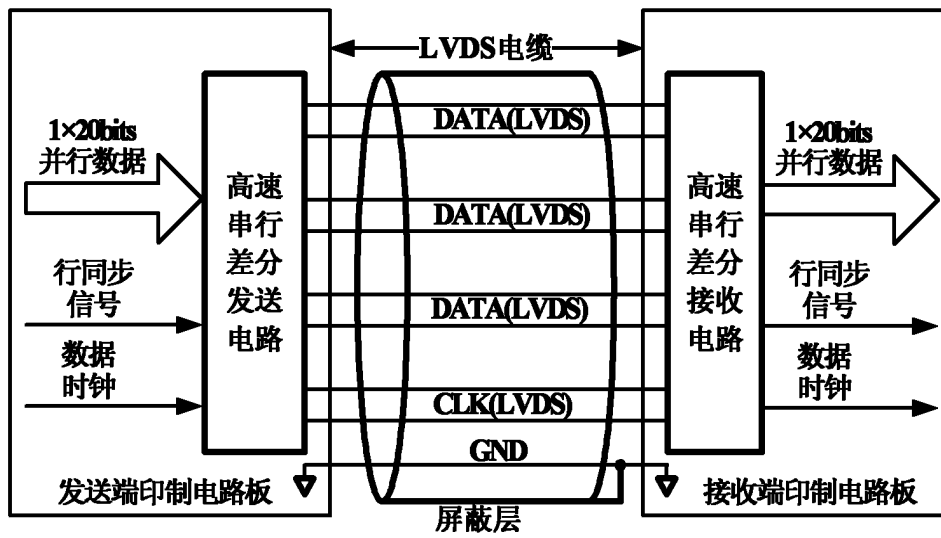 LVDS电缆
1×20bits
并行数据
行同步
信号
数据
时钟
高速
串行
差分
发送
电路
发送端印制电路板
DATA(LVDS)
DATA(LVDS)
DATA(LVDS)
CLK(LVDS)
GND
屏蔽层
高速
串行
差分
接收
电路
1×20bits
并行数据
行同步
信号
数据
时钟
接收端印制电路板